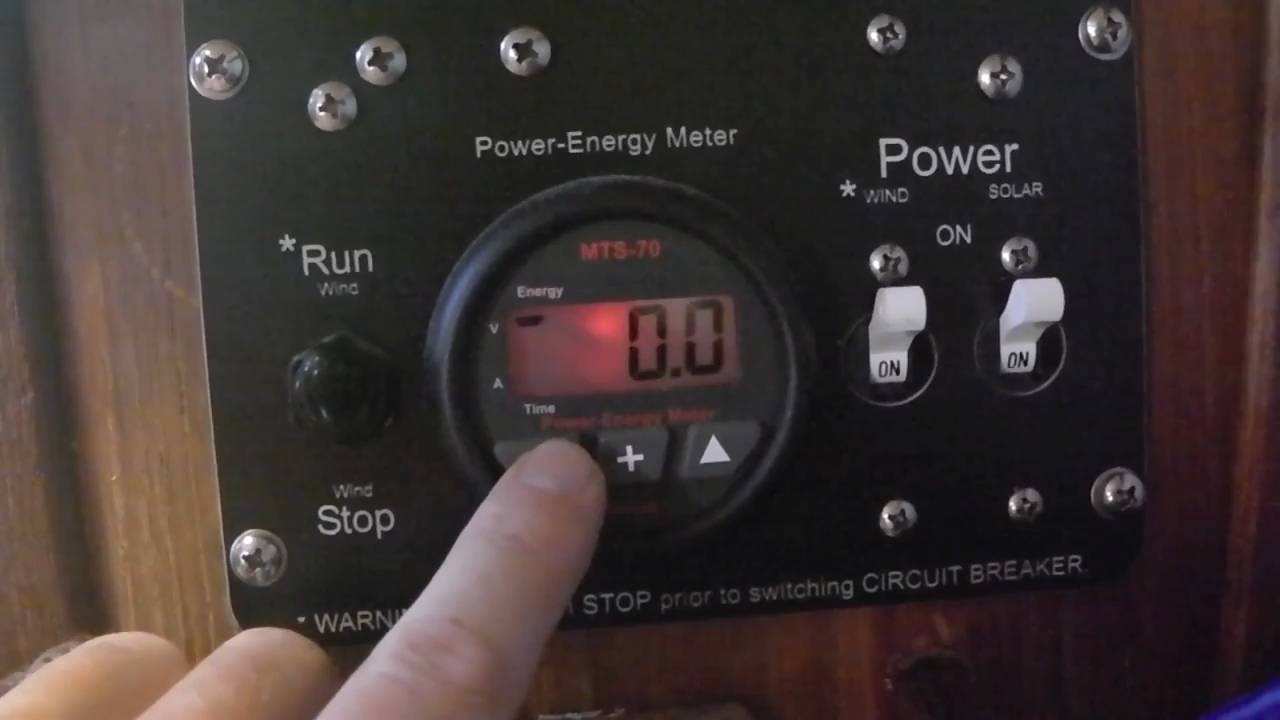 Power-Energy Meter
Power
* WIND
SOLAR
ON
*Run
Wind
MTS-70
Energy
V
0.0
A
Time
Power-Energy Meter
+
ON
ON
Wind
Stop
* WARNI STOP prior to switching CIRCUIT BREAKER.